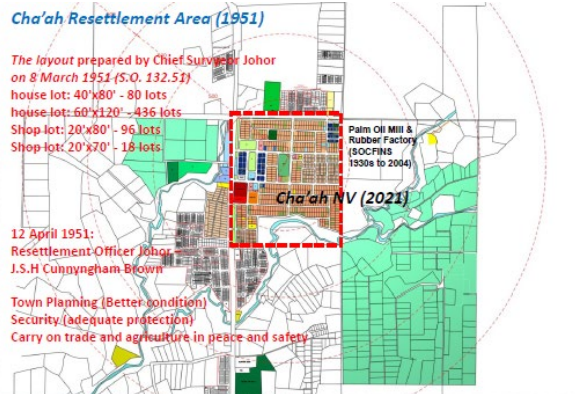 Cha'ah Resettlement Area (1951)
The layout prepared by Chief Surveyor Johor
on 8 March 1951 (S.O. 132.51)
house lot: 40'x80' - 80 lots
house lot: 60'x120' - 436 lots
Shop lot: 20'x80' - 96 lots
Shop lot: 20'x70' - 18 lots
Palm Oil Mill &
Rubber Factory
(SOCFINS
1930s to 2004)
Cha'ah NV (2021)
12 April 1951:
Resettlement Officer Johor –
J.S.H Cunnyngham Brown
Town Planning (Better condition)
Security (adequate protection)
Carry on trade and agriculture in peace and safety